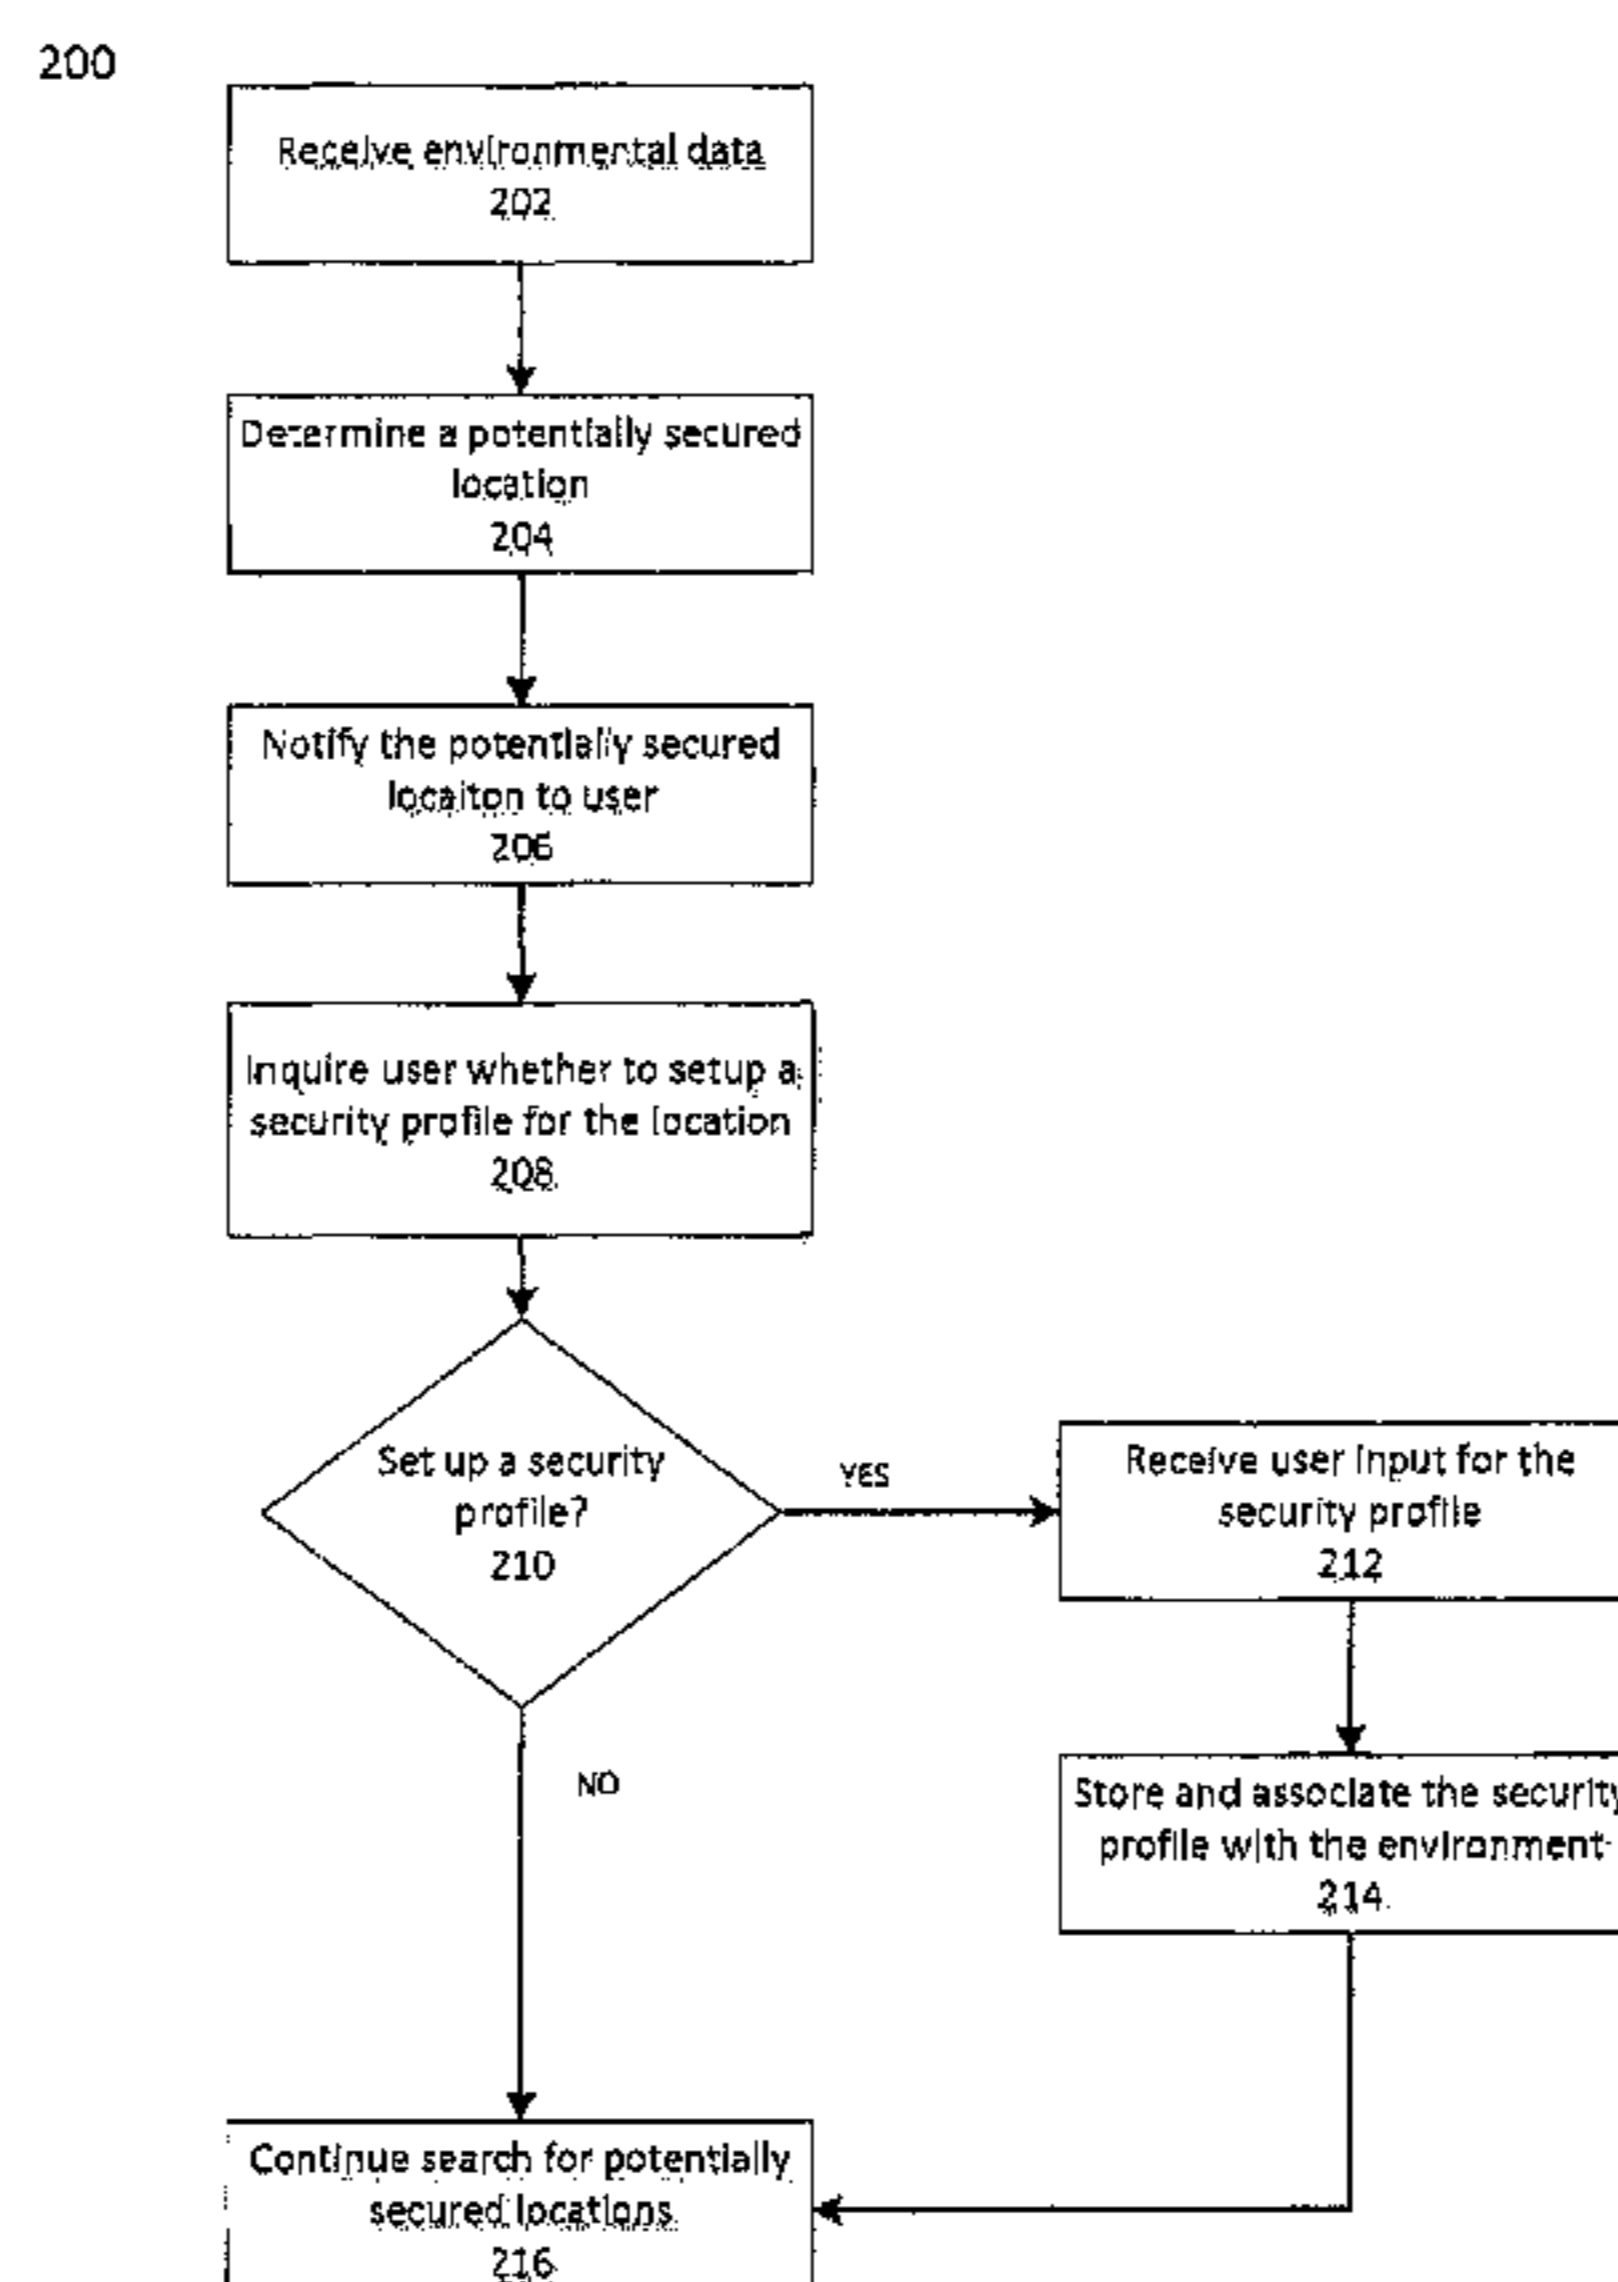 200
Receive environmental data
202
Determine a potentially secured
location
204
Notify the potentially secured
locaiton to user
206
Inquire user whether to setup a
security profile for the location
208
Set up a security
profile?
210
YES
Receive user input for the
security profile
212
NO
Store and associate the security
profile with the environment
214
Continue search for potentially
secured locations
216